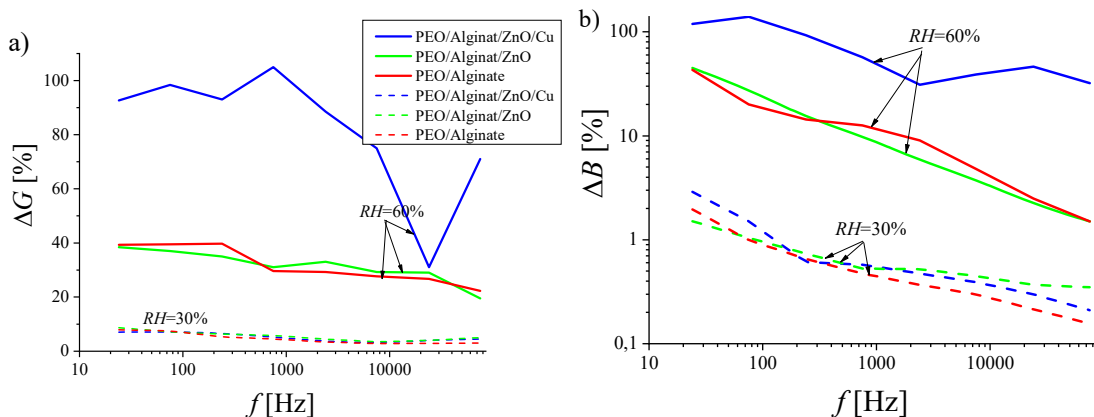 a)
PEO/Alginat/ZnO/Cu
PEO/Alginat/ZnO
PEO/Alginate
PEO/Alginat/ZnO/Cu
PEO/Alginat/ZnO
PEO/Alginate
RH=60%
RH=30%
100
80
60
40
20
0
ΔG [%]
100
1000
10000
f [Hz]
b)
RH=60%
RH=30%
100
10
1
0,1
ΔB [%]
10
100
1000
10000
f [Hz]